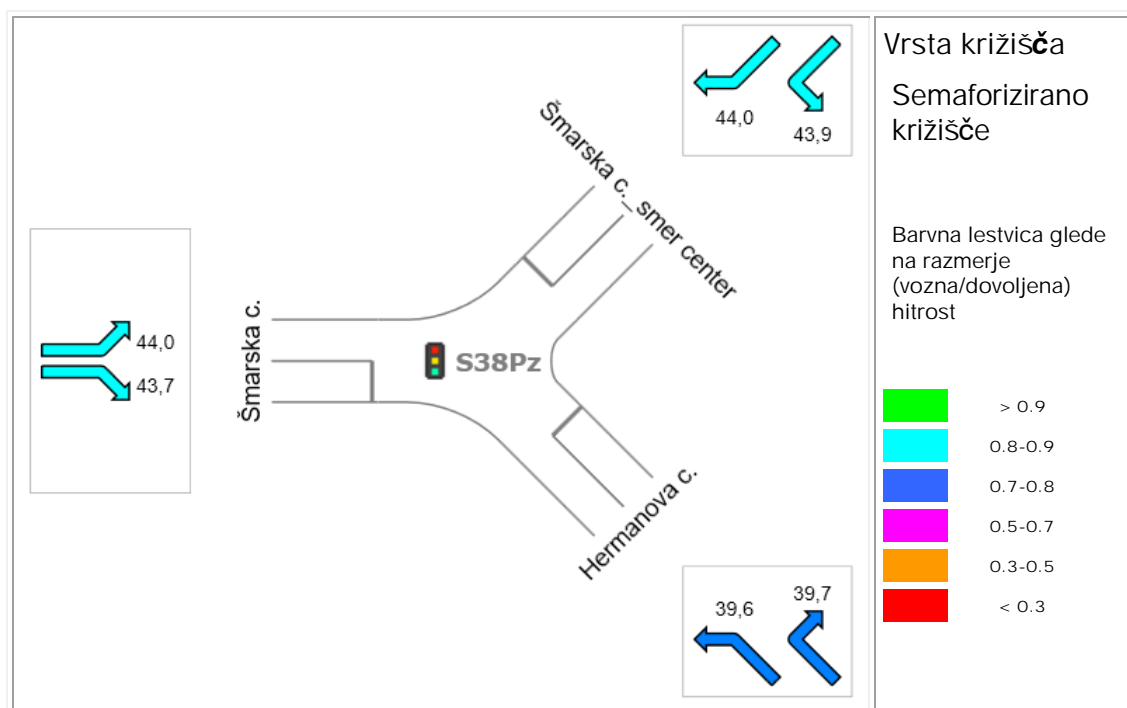 44,0
43,9
Šmarska c._smer center
44,0
43,7
Šmarska c.
S38Pz
Hermanova c.
39,6
39,7
Vrsta križišča
Semaforizirano
križišče
Barvna lestvica glede
na razmerje
(vozna/dovoljena)
hitrost
> 0.9
0.8-0.9
0.7-0.8
0.5-0.7
0.3-0.5
< 0.3